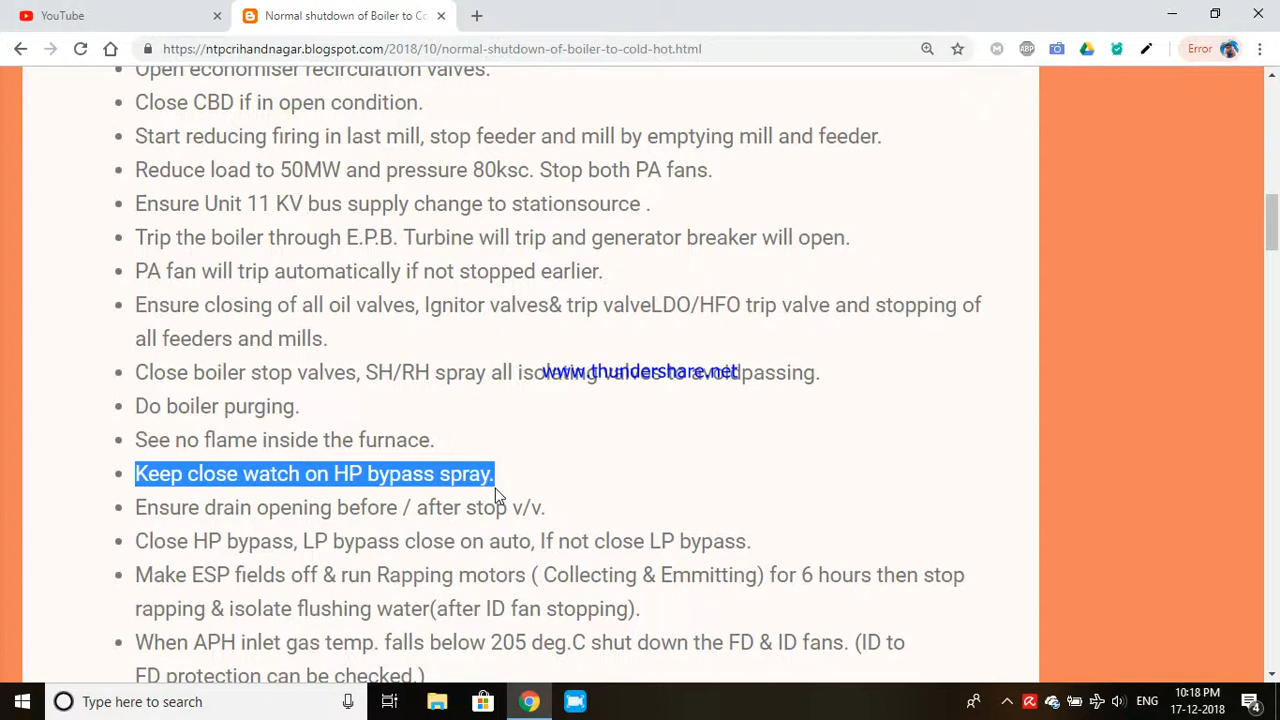 YouTube
Normal shutdown of Boiler to Co
https://ntpcrihandnagar.blogspot.com/2018/10/normal-shutdown-of-boiler-to-cold-hot.html
ABP
Error
Open economiser recirculation valves.
Close CBD if in open condition.
Start reducing firing in last mill, stop feeder and mill by emptying mill and feeder.
Reduce load to 50MW and pressure 80ksc. Stop both PA fans.
Ensure Unit 11 KV bus supply change to stationsource .
Trip the boiler through E.P.B. Turbine will trip and generator breaker will open.
PA fan will trip automatically if not stopped earlier.
Ensure closing of all oil valves, Ignitor valves& trip valveLDO/HFO trip valve and stopping of
all feeders and mills.
Close boiler stop valves, SH/RH spray all isolating valves to avoidpassing.
www.thundershare.net
Do boiler purging.
See no flame inside the furnace.
Keep close watch on HP bypass spray.
Ensure drain opening before / after stop v/v.
Close HP bypass, LP bypass close on auto, If not close LP bypass.
Make ESP fields off & run Rapping motors ( Collecting & Emmitting) for 6 hours then stop
rapping & isolate flushing water(after ID fan stopping).
When APH inlet gas temp. falls below 205 deg.C shut down the FD & ID fans. (ID to
FD protection can be checked.)
Type here to search
ENG
10:18 PM
17-12-2018
4